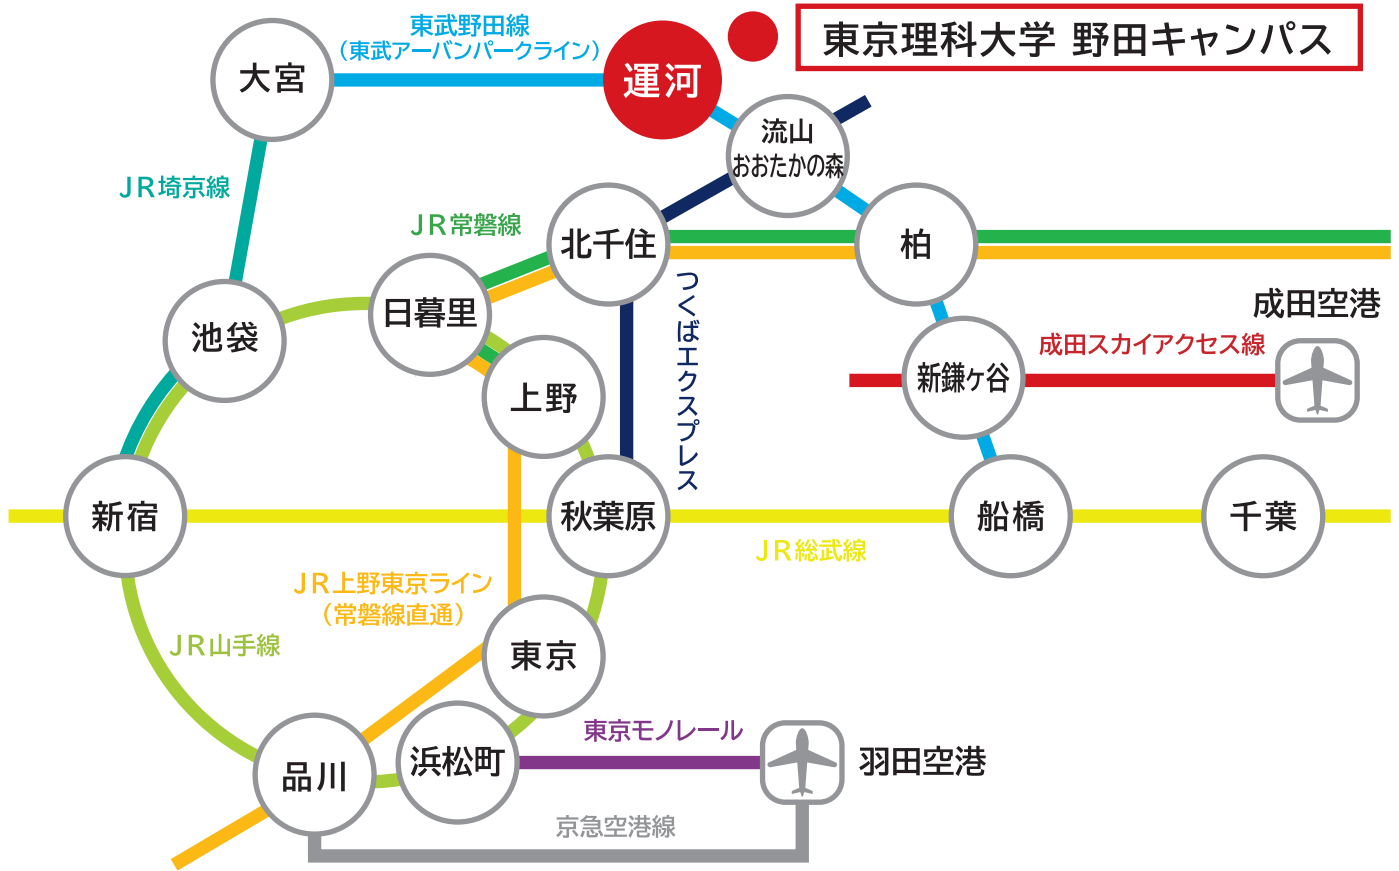 東武野田線
（東武アーバンパークライン）
東京理科大学 野田キャンパス
大宮
運河
流山
おおたかの森
JR埼京線
JR常磐線
北千住
柏
つくばエクスプレス
成田空港
日暮里
池袋
成田スカイアクセス線
新鎌ヶ谷
上野
新宿
秋葉原
船橋
千葉
JR総武線
JR上野東京ライン
（常磐線直通）
JR山手線
東京
東京モノレール
浜松町
羽田空港
品川
京急空港線